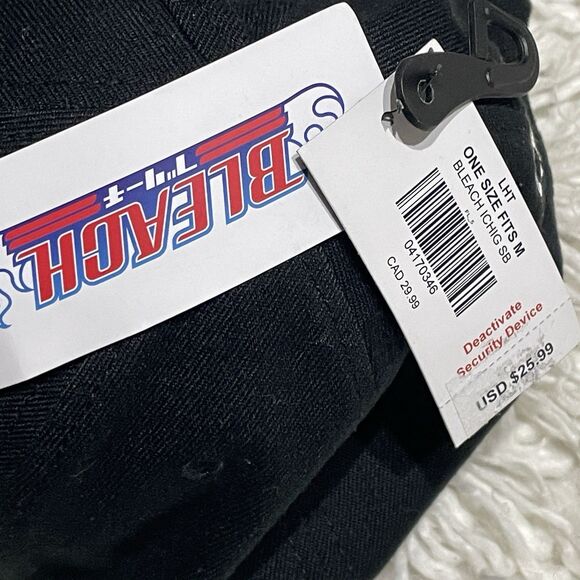 BLEACH
ブリーチ
LHT
ONE SIZE FITS M
BLEACH ICHIG SB
FL_5
04170346
CAD 29.99
Deactivate
Security Device
USD $25.99